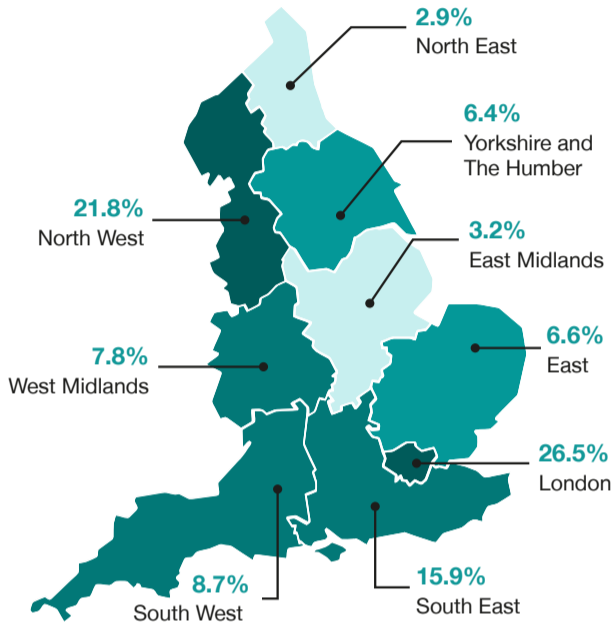 2.9%
North East
6.4%
Yorkshire and
The Humber
21.8%
North West
3.2%
East Midlands
6.6%
East
7.8%
West Midlands
26.5%
London
8.7%
South West
15.9%
South East